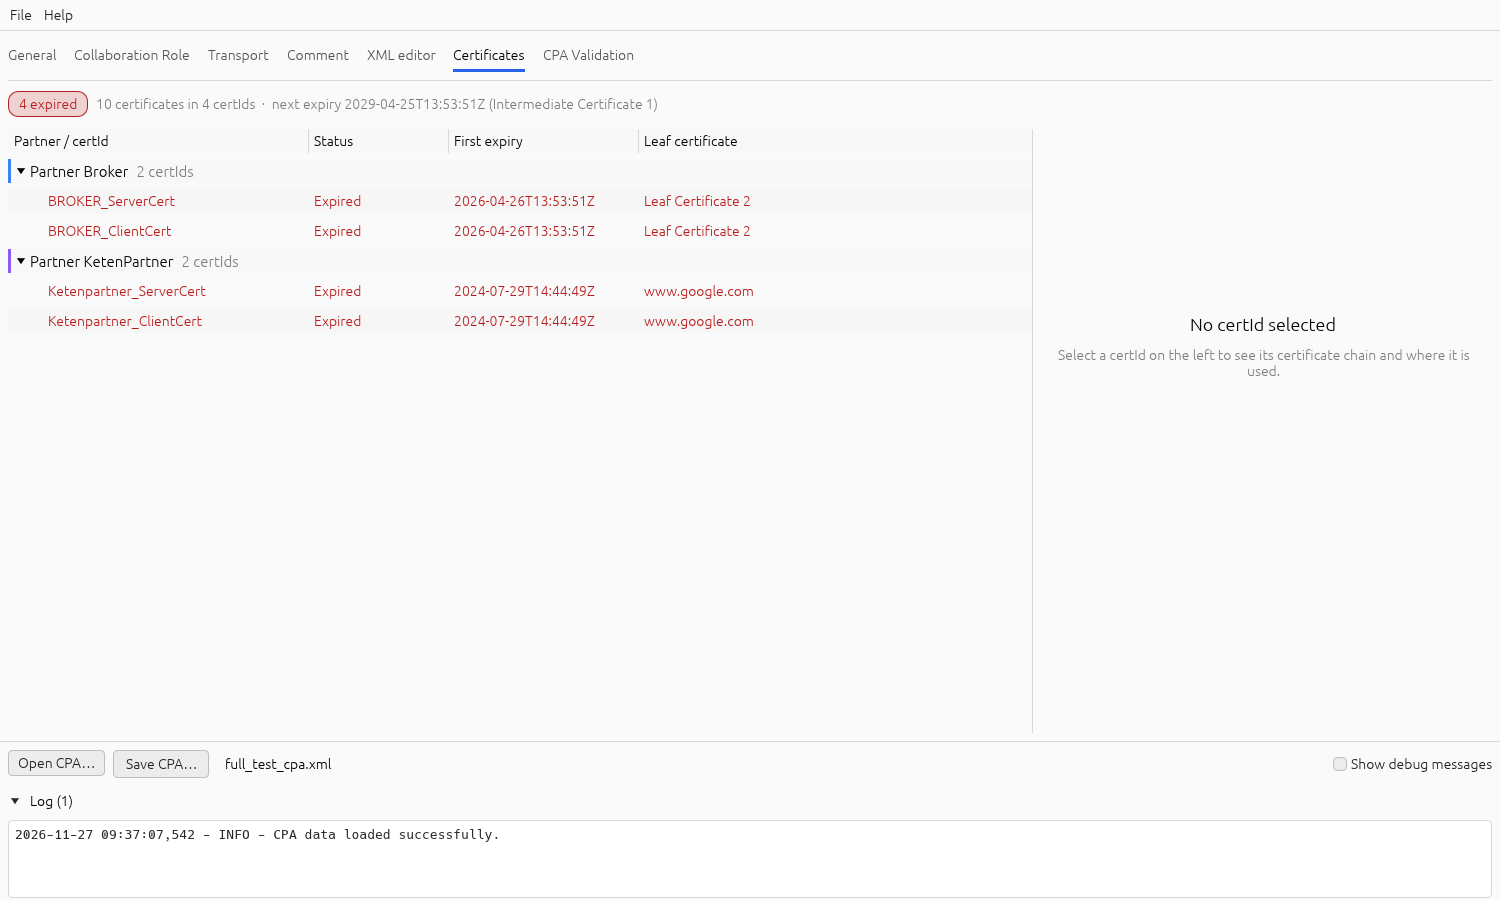 File Help
General Collaboration Role Transport Comment XML editor Certificates CPA Validation
4 expired 10 certificates in 4 certIds · next expiry 2029-04-25T13:53:51Z (Intermediate Certificate 1)
Partner / certId Status First expiry Leaf certificate
Partner Broker 2 certIds
BROKER_ServerCert Expired 2026-04-26T13:53:51Z Leaf Certificate 2
BROKER_ClientCert Expired 2026-04-26T13:53:51Z Leaf Certificate 2
Partner KetenPartner 2 certIds
Ketenpartner_ServerCert Expired 2024-07-29T14:44:49Z www.google.com
Ketenpartner_ClientCert Expired 2024-07-29T14:44:49Z www.google.com
No certId selected
Select a certId on the left to see its certificate chain and where it is
used.
Open CPA... Save CPA... full_test_cpa.xml Show debug messages
Log (1)
2026-11-27 09:37:07,542 - INFO - CPA data loaded successfully.